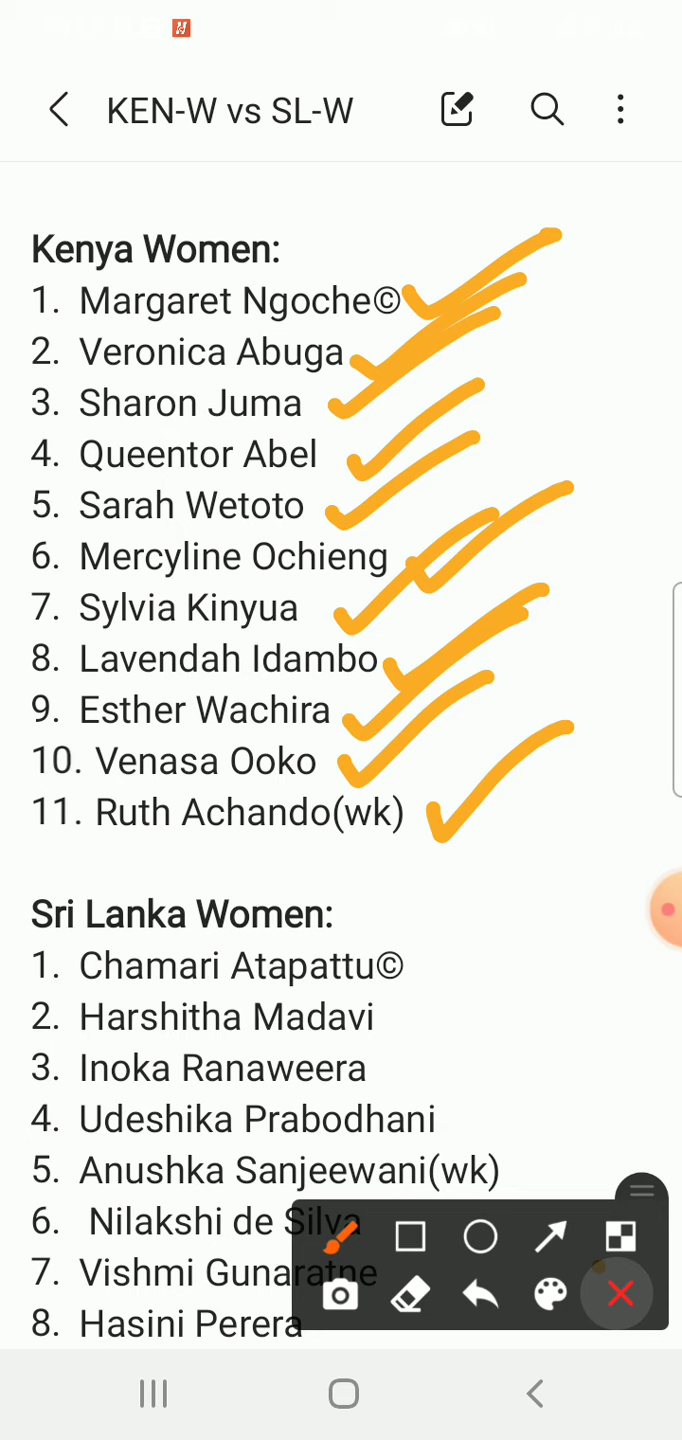 KEN-W vs SL-W
Kenya Women:
1. Margaret Ngoche©
2. Veronica Abuga
3. Sharon Juma
4. Queentor Abel
5. Sarah Wetoto
6. Mercyline Ochieng
7. Sylvia Kinyua
8. Lavendah Idambo
9. Esther Wachira
10. Venasa Ooko
11. Ruth Achando(wk)
Sri Lanka Women:
1. Chamari Atapattu©
2. Harshitha Madavi
3. Inoka Ranaweera
4. Udeshika Prabodhani
5. Anushka Sanjeewani(wk)
6. Nilakshi de Silva
7. Vishmi Gunaratne
8. Hasini Perera